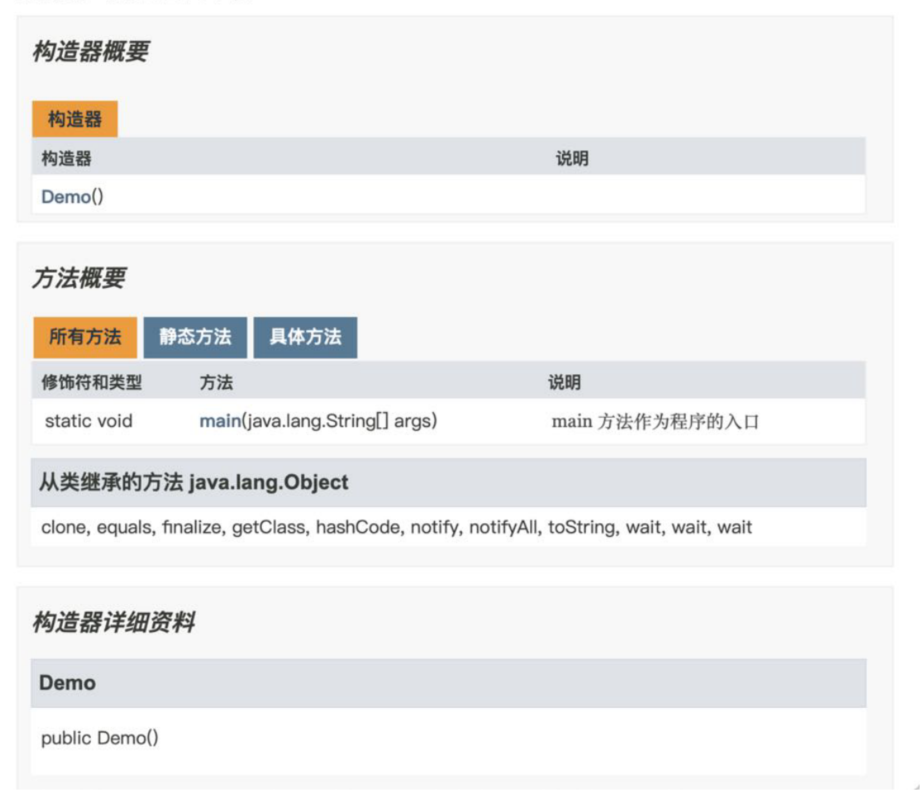 构造器概要
构造器
构造器 说明
Demo()
方法概要
所有方法 静态方法 具体方法
修饰符和类型 方法 说明
static void main(java.lang.String[] args) main 方法作为程序的入口
从类继承的方法 java.lang.Object
clone, equals, finalize, getClass, hashCode, notify, notifyAll, toString, wait, wait, wait
构造器详细资料
Demo
public Demo()